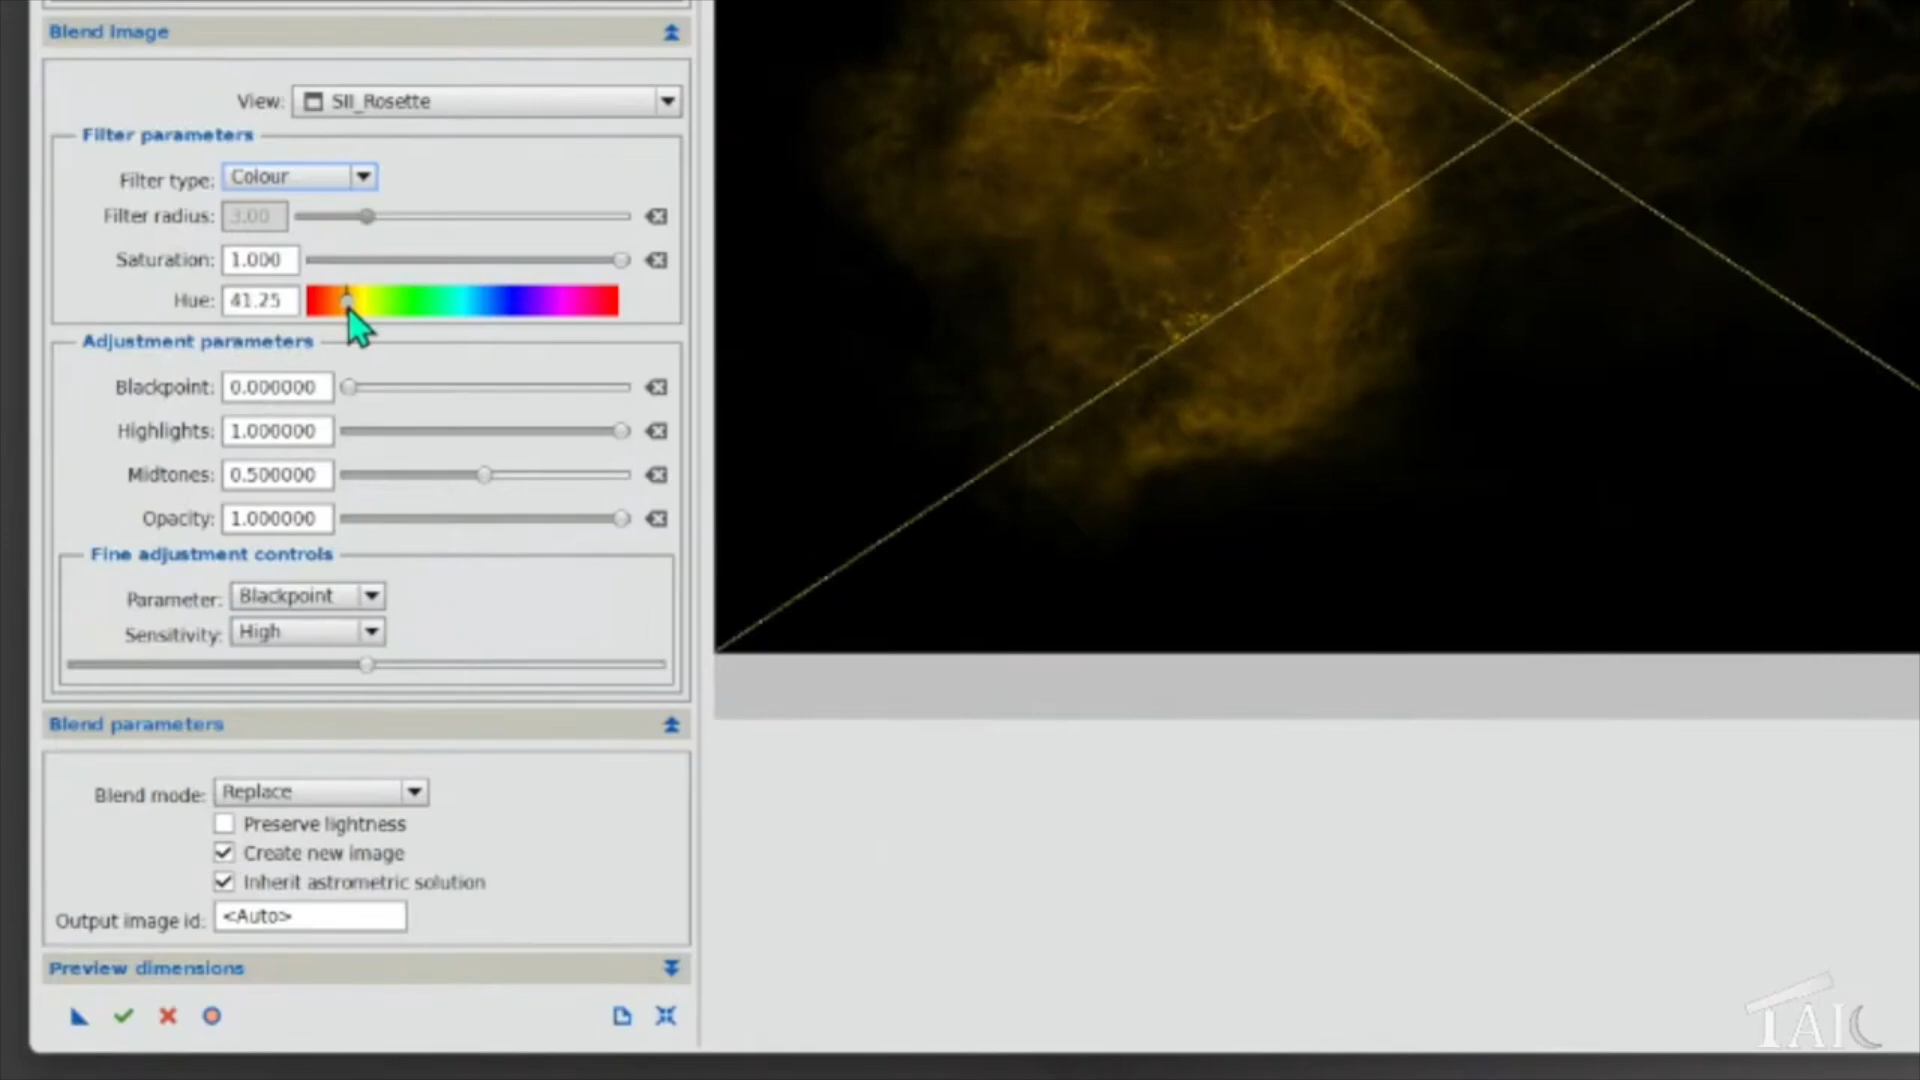 Blend Image
View: SII_Rosette
Filter parameters
Filter type: Colour
Filter radius: 3.00
Saturation: 1.000
Hue: 41.25
Adjustment parameters
Blackpoint: 0.000000
Highlights: 1.000000
Midtones: 0.500000
Opacity: 1.000000
Fine adjustment controls
Parameter: Blackpoint
Sensitivity: High
Blend parameters
Blend mode: Replace
Preserve lightness
Create new image
Inherit astrometric solution
Output image id: <Auto>
Preview dimensions
TAIC